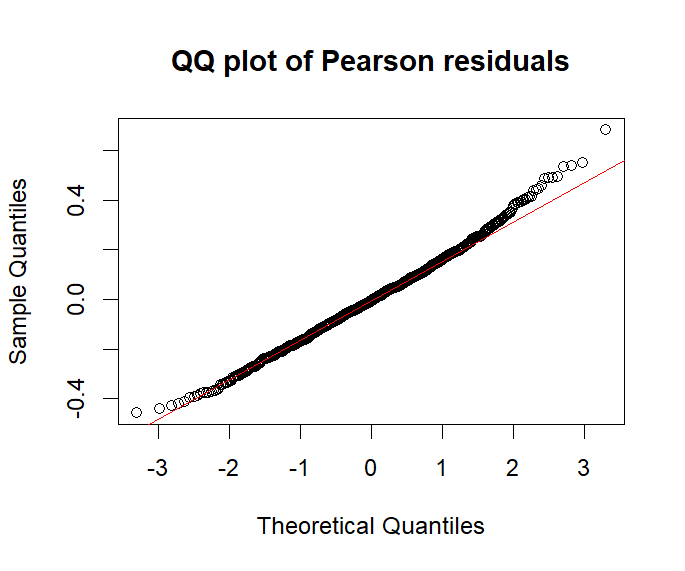 QQ plot of Pearson residuals
Sample Quantiles
0.4
0.0
-0.4
-3 -2 -1 0 1 2 3
Theoretical Quantiles